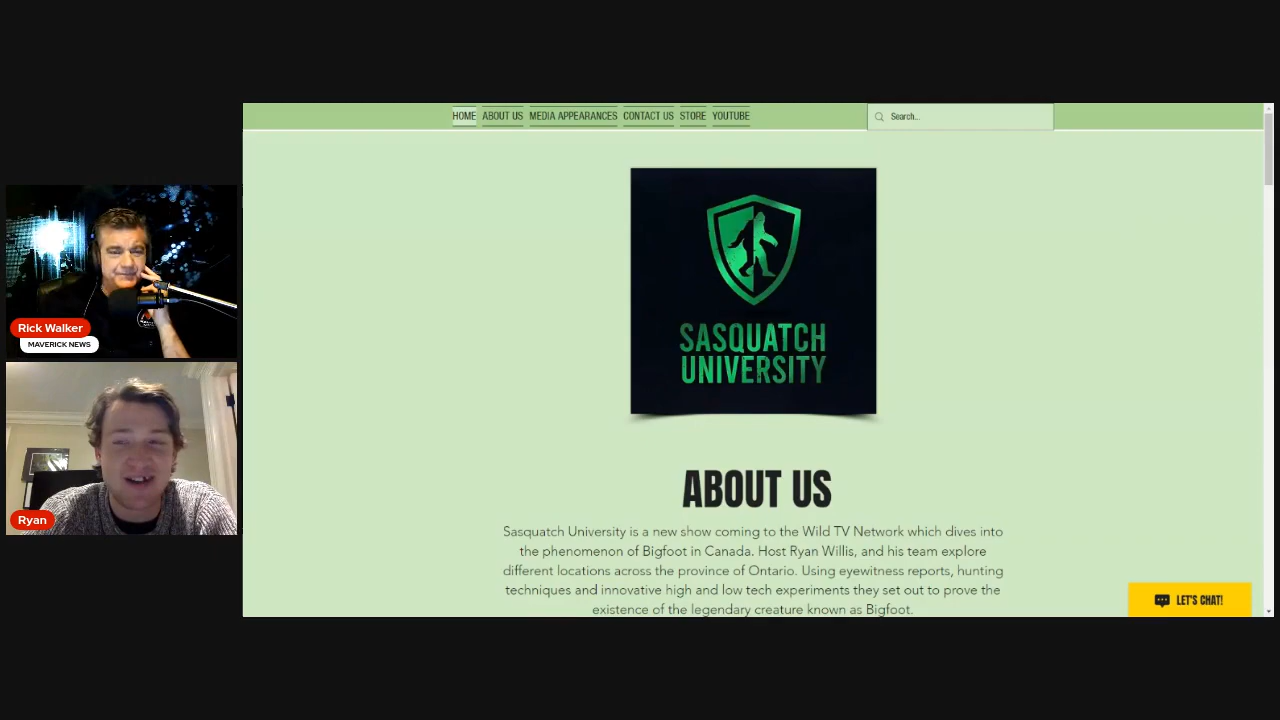 HOME ABOUT US MEDIA APPEARANCES CONTACT US STORE YOUTUBE
Search...
Rick Walker
MAVERICK NEWS
Ryan
SASQUATCH
UNIVERSITY
ABOUT US
Sasquatch University is a new show coming to the Wild TV Network which dives into
the phenomenon of Bigfoot in Canada. Host Ryan Willis, and his team explore
different locations across the province of Ontario. Using eyewitness reports, hunting
techniques and innovative high and low tech experiments they set out to prove the
existence of the legendary creature known as Bigfoot.
LET'S CHAT!